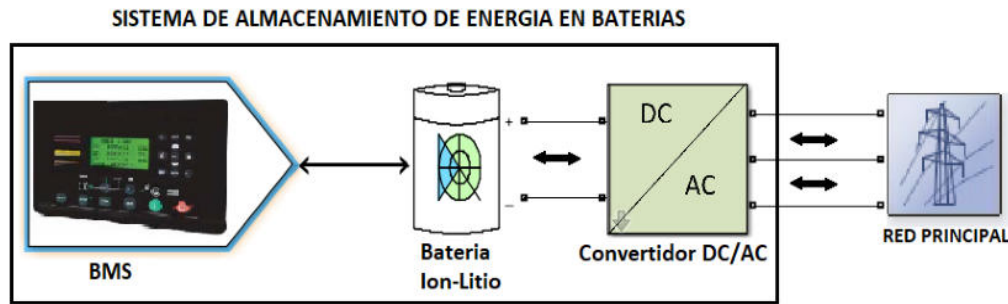 SISTEMA DE ALMACENAMIENTO DE ENERGIA EN BATERIAS
+
DC
AC
–
BMS
Bateria
Ion-Litio
Convertidor DC/AC
RED PRINCIPAL